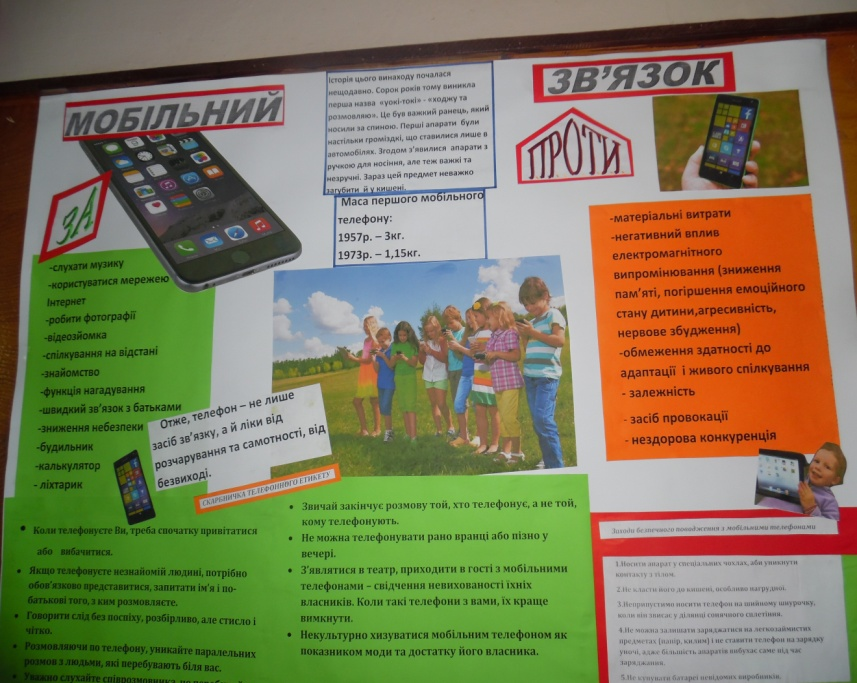 МОБІЛЬНИЙ
ЗВ’ЯЗОК
Історія цього винаходу почалася
нещодавно. Сорок років тому виникла
перша назва «уокі-токі» - «ходжу та
розмовляю». Це був важкий ранець, який
носили за спиною. Перші апарати були
настільки громіздкі, що ставилися лише в
автомобілях. Згодом з’явилися апарати з
ручкою для носіння, але теж важкі та
незручні. Зараз цей предмет неважко
загубити й у кишені.
Маса першого мобільного
телефону:
1957р. – 3кг.
1973р. – 1,15кг.
ЗА
-слухати музику
-користуватися мережею
Інтернет
-робити фотографії
-відеозйомка
-спілкування на відстані
-знайомство
-функція нагадування
-швидкий зв’язок з батьками
-зниження небезпеки
-будильник
-калькулятор
- ліхтарик
ПРОТИ
-матеріальні витрати
-негативний вплив
електромагнітного
випромінювання (зниження
пам’яті, погіршення емоційного
стану дитини,агресивність,
нервове збудження)
-обмеження здатності до
адаптації і живого спілкування
- залежність
- засіб провокації
- нездорова конкуренція
Отже, телефон – не лише
засіб зв’язку, а й ліки від
розчарування та самотності, від
безвиході.
СКАРБНИЧКА ТЕЛЕФОННОГО ЕТИКЕТУ
• Коли телефонуєте Ви, треба спочатку привітатися
або вибачитися.
• Якщо телефонуєте незнайомій людині, потрібно
обов’язково представитися, запитати ім’я і по-
батькові того, з ким розмовляєте.
• Говорити слід без поспіху, розбірливо, але стисло і
чітко.
• Розмовляючи по телефону, уникайте паралельних
розмов з людьми, які перебувають біля вас.
• Уважно слухайте співрозмовника, не
• Звичай закінчує розмову той, хто телефонує, а не той,
кому телефонують.
• Не можна телефонувати рано вранці або пізно у
вечері.
• З’являтися в театр, приходити в гості з мобільними
телефонами – свідчення невихованості їхніх
власників. Коли такі телефони з вами, їх краще
вимкнути.
• Некультурно хизуватися мобільним телефоном як
показником моди та достатку його власника.
Заходи безпечного поводження з мобільними телефонами
1.Носити апарат у спеціальних чохлах, аби уникнути
контакту з тілом.
2.Не класти його до кишені, особливо нагрудної.
3.Неприпустимо носити телефон на шийному шнурочку,
коли він звисає у ділянці сонячного сплетіння.
4.Не можна залишати заряджатися на легкозаймистих
предметах [напр, килим] і не ставити телефон на зарядку
уночі, адже більшість апаратів вибухає саме під час
заряджання.
5.Не купувати батареї невідомих виробників.